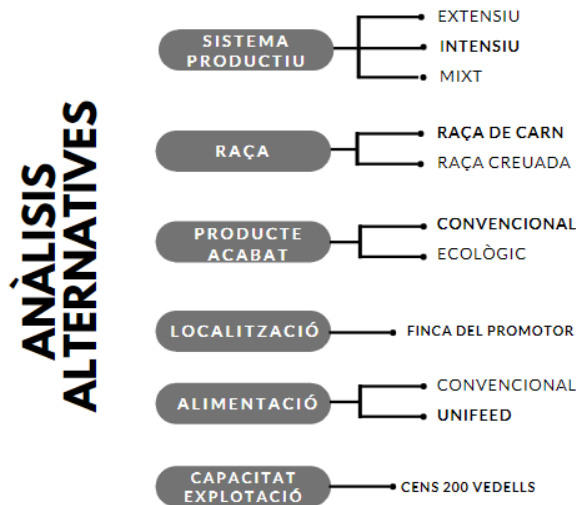 ANÀLISIS
ALTERNATIVES
SISTEMA
PRODUCTIU
EXTENSIU
INTENSIU
MIXT
RAÇA
RAÇA DE CARN
RAÇA CREUADA
PRODUCTE
ACABAT
CONVENCIONAL
ECOLÒGIC
LOCALITZACIÓ
FINCA DEL PROMOTOR
ALIMENTACIÓ
CONVENCIONAL
UNIFEED
CAPACITAT
EXPLOTACIÓ
CENS 200 VEDELLS